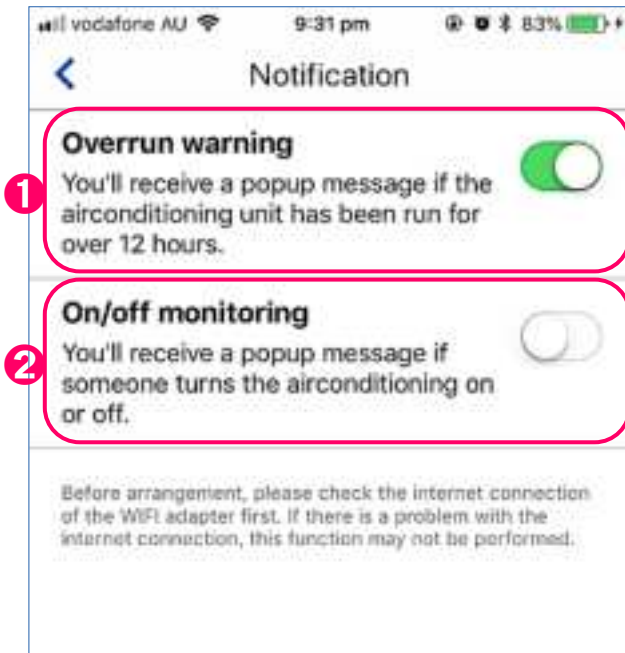 vodafone AU 9:31 pm 83%
Notification
Overrun warning
1 You'll receive a popup message if the
airconditioning unit has been run for
over 12 hours.
On/off monitoring
2 You'll receive a popup message if
someone turns the airconditioning on
or off.
Before arrangement, please check the internet connection
of the WIFI adapter first. If there is a problem with the
internet connection, this function may not be performed.